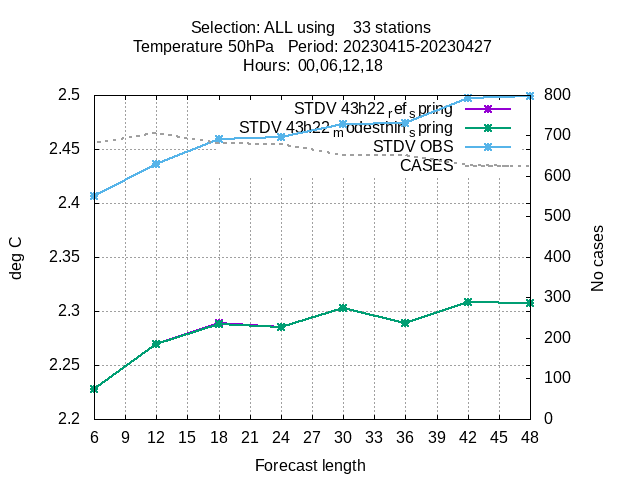 Selection: ALL using 33 stations
Temperature 50hPa Period: 20230415-20230427
Hours: 00,06,12,18
STDV 43h22_ref_spring
STDV 43h22_modesthin_spring
STDV OBS
CASES
2.5
2.45
2.4
2.35
2.3
2.25
2.2
800
700
600
500
400
300
200
100
0
deg C
No cases
6 9 12 15 18 21 24 27 30 33 36 39 42 45 48
Forecast length